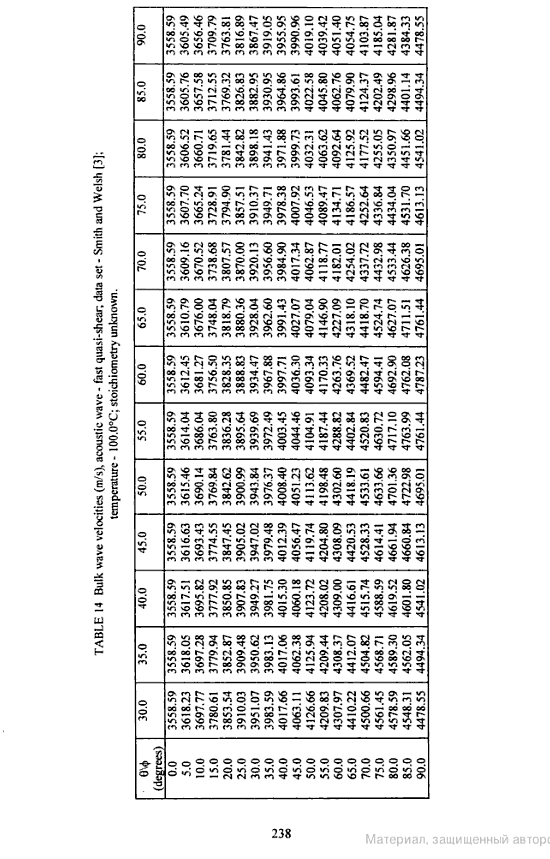 TABLE 14 Bulk wave velocities (m/s), acoustic wave - fast quasi-shear; data set - Smith and Welsh [3];
temperature - 100.0°C; stoichiometry unknown.
θ\φ 30.0 35.0 40.0 45.0 50.0 55.0 60.0 65.0 70.0 75.0 80.0 85.0 90.0
(degrees)
0.0 3558.59 3558.59 3558.59 3558.59 3558.59 3558.59 3558.59 3558.59 3558.59 3558.59 3558.59 3558.59 3558.59
5.0 3618.23 3618.05 3617.51 3616.63 3615.46 3614.04 3612.45 3610.79 3609.16 3607.70 3606.52 3605.76 3605.49
10.0 3697.77 3697.28 3695.82 3693.43 3690.14 3686.04 3681.27 3676.00 3670.52 3665.24 3660.71 3657.58 3656.46
15.0 3780.61 3779.94 3777.92 3774.55 3769.84 3763.80 3756.50 3748.04 3738.68 3728.91 3719.65 3712.55 3709.79
20.0 3853.54 3852.87 3850.85 3847.45 3842.62 3836.28 3828.35 3818.79 3807.57 3794.90 3781.44 3769.32 3763.81
25.0 3910.03 3909.48 3907.83 3905.02 3900.99 3895.64 3888.83 3880.36 3870.00 3857.51 3842.82 3826.83 3816.89
30.0 3951.07 3950.62 3949.27 3947.02 3943.84 3939.69 3934.47 3928.04 3920.13 3910.37 3898.18 3882.95 3867.47
35.0 3983.59 3983.13 3981.75 3979.48 3976.37 3972.49 3967.88 3962.60 3956.60 3949.71 3941.43 3930.95 3919.05
40.0 4017.66 4017.06 4015.30 4012.39 4008.40 4003.45 3997.71 3991.43 3984.90 3978.38 3971.88 3964.86 3955.95
45.0 4063.11 4062.38 4060.18 4056.47 4051.23 4044.46 4036.30 4027.07 4017.34 4007.92 3999.73 3993.61 3990.96
50.0 4126.66 4125.94 4123.72 4119.74 4113.62 4104.91 4093.34 4079.04 4062.87 4046.53 4032.31 4022.58 4019.10
55.0 4209.83 4209.44 4208.02 4204.80 4198.48 4187.44 4170.33 4146.90 4118.77 4089.47 4063.62 4045.80 4039.42
60.0 4307.97 4308.37 4309.00 4308.09 4302.60 4288.82 4263.76 4227.09 4182.01 4134.71 4092.64 4062.76 4051.40
65.0 4410.22 4412.07 4416.61 4420.53 4418.19 4402.84 4369.52 4318.10 4254.02 4186.57 4125.92 4079.90 4054.75
70.0 4500.66 4504.82 4515.74 4528.33 4533.61 4520.83 4482.47 4418.70 4337.72 4252.64 4177.52 4124.37 4103.87
75.0 4561.45 4568.71 4588.59 4614.41 4633.66 4630.72 4594.41 4524.74 4432.98 4336.84 4255.05 4202.49 4185.04
80.0 4578.59 4589.30 4619.52 4661.94 4701.36 4717.10 4692.90 4627.07 4533.44 4434.04 4350.97 4298.96 4281.87
85.0 4548.31 4562.05 4601.80 4660.84 4722.98 4763.99 4762.08 4711.51 4626.38 4531.70 4451.66 4401.14 4384.33
90.0 4478.55 4494.34 4541.02 4613.13 4695.01 4761.44 4787.23 4761.44 4695.01 4613.13 4541.02 4494.34 4478.55
238
Материал, защищенный авторс